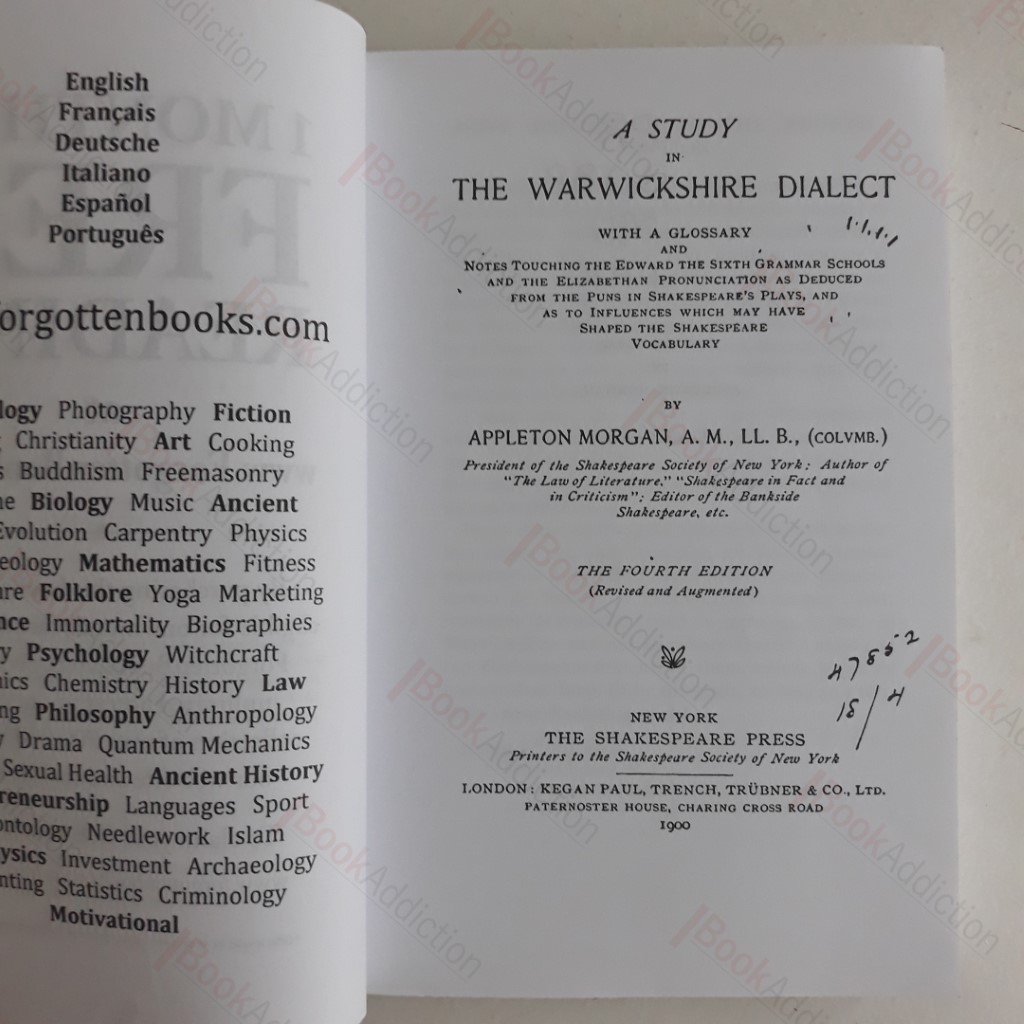 English
Français
Deutsche
Italiano
Español
Português
forgottenbooks.com
Photography Fiction
Christianity Art Cooking
Buddhism Freemasonry
Biology Music Ancient
Evolution Carpentry Physics
Mathematics Fitness
Folklore Yoga Marketing
Immortality Biographies
Psychology Witchcraft
Chemistry History Law
Philosophy Anthropology
Drama Quantum Mechanics
Sexual Health Ancient History
Languages Sport
Needlework Islam
Investment Archaeology
Statistics Criminology
Motivational
A STUDY
IN
THE WARWICKSHIRE DIALECT
WITH A GLOSSARY
AND
NOTES TOUCHING THE EDWARD THE SIXTH GRAMMAR SCHOOLS
AND THE ELIZABETHAN PRONUNCIATION AS DEDUCED
FROM THE PUNS IN SHAKESPEARE'S PLAYS, AND
AS TO INFLUENCES WHICH MAY HAVE
SHAPED THE SHAKESPEARE
VOCABULARY
BY
APPLETON MORGAN, A. M., LL. B., (COLVMB.)
President of the Shakespeare Society of New York; Author of
"The Law of Literature," "Shakespeare in Fact and
in Criticism"; Editor of the Bankside
Shakespeare, etc.
THE FOURTH EDITION
(Revised and Augmented)
47852
18/4
NEW YORK
THE SHAKESPEARE PRESS
Printers to the Shakespeare Society of New York
LONDON: KEGAN PAUL, TRENCH, TRÜBNER & CO., LTD.
PATERNOSTER HOUSE, CHARING CROSS ROAD
1900
BookAddiction